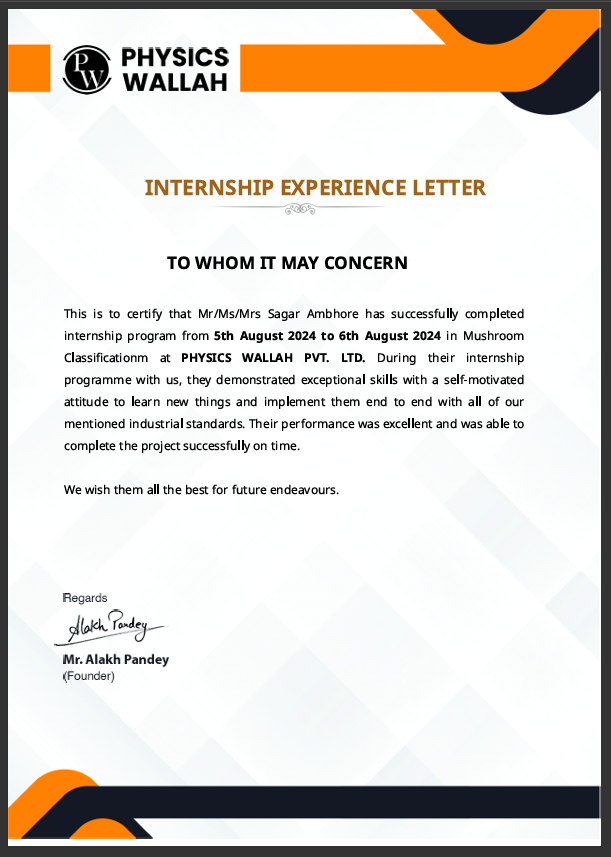 PW
PHYSICS
WALLAH
INTERNSHIP EXPERIENCE LETTER
TO WHOM IT MAY CONCERN
This is to certify that Mr/Ms/Mrs Sagar Ambhore has successfully completed
internship program from 5th August 2024 to 6th August 2024 in Mushroom
Classificationm at PHYSICS WALLAH PVT. LTD. During their internship
programme with us, they demonstrated exceptional skills with a self-motivated
attitude to learn new things and implement them end to end with all of our
mentioned industrial standards. Their performance was excellent and was able to
complete the project successfully on time.
We wish them all the best for future endeavours.
Regards
Alakh Pandey
Mr. Alakh Pandey
(Founder)